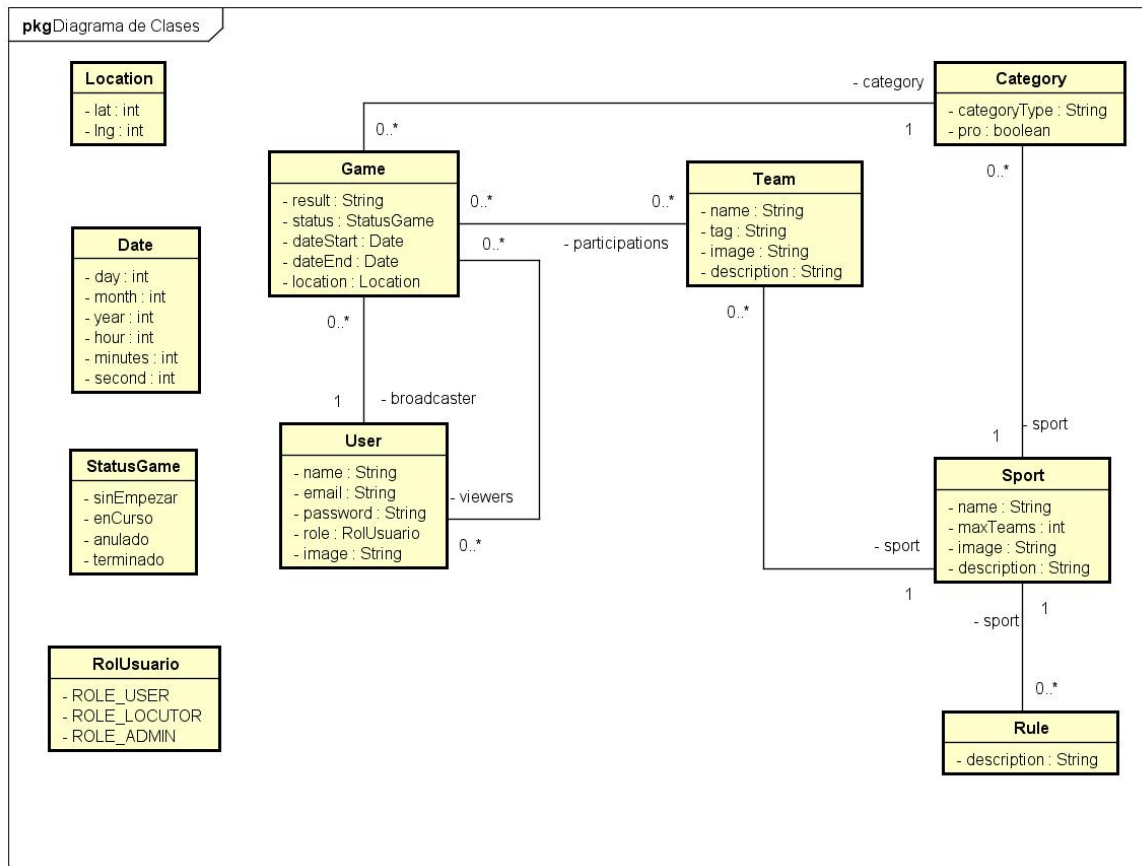 pkg Diagrama de Clases
Location
- lat : int
- lng : int
Date
- day : int
- month : int
- year : int
- hour : int
- minutes : int
- second : int
StatusGame
- sinEmpezar
- enCurso
- anulado
- terminado
RolUsuario
- ROLE_USER
- ROLE_LOCUTOR
- ROLE_ADMIN
- category
0..*
1
Category
- categoryType : String
- pro : boolean
0..*
Game
- result : String
- status : StatusGame
- dateStart : Date
- dateEnd : Date
- location : Location
0..*
0..*
0..*
- participations
Team
- name : String
- tag : String
- image : String
- description : String
0..*
0..*
1
- broadcaster
User
- name : String
- email : String
- password : String
- role : RolUsuario
- image : String
- viewers
0..*
- sport
1
Sport
- name : String
- maxTeams : int
- image : String
- description : String
- sport
1
1
- sport
0..*
Rule
- description : String